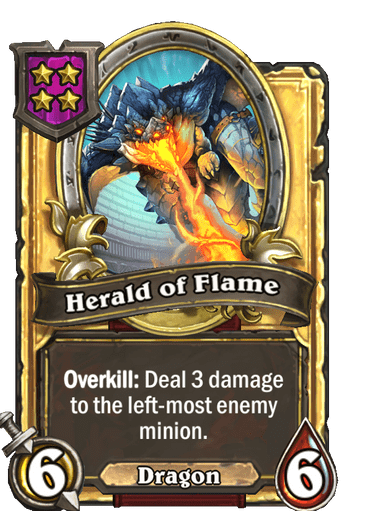 Herald of Flame
Overkill: Deal 3 damage
to the left-most enemy
minion.
6
Dragon
6